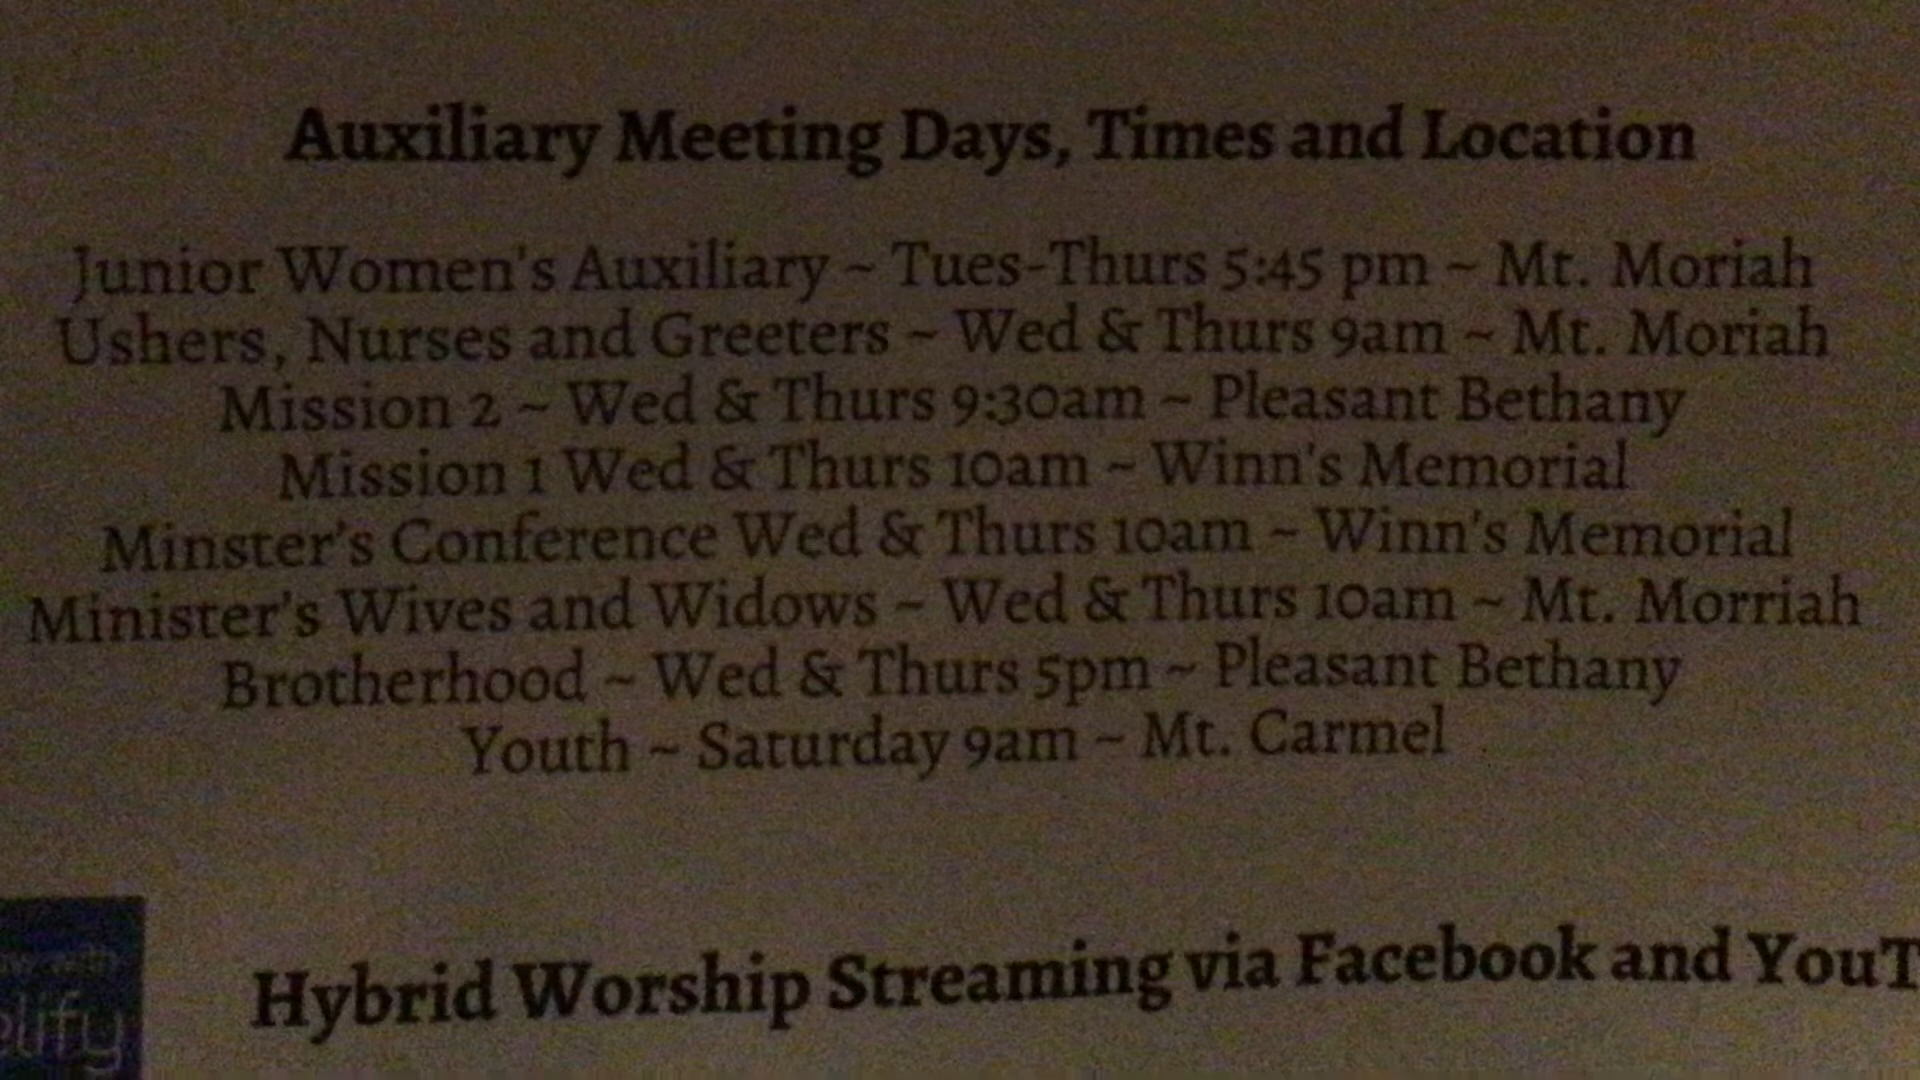 Auxiliary Meeting Days, Times and Location
Junior Women's Auxiliary ~ Tues-Thurs 5:45 pm ~ Mt. Moriah
Ushers, Nurses and Greeters ~ Wed & Thurs 9am ~ Mt. Moriah
Mission 2 ~ Wed & Thurs 9:30am ~ Pleasant Bethany
Mission 1 Wed & Thurs 10am ~ Winn's Memorial
Minster's Conference Wed & Thurs 10am ~ Winn's Memorial
Minister's Wives and Widows ~ Wed & Thurs 10am ~ Mt. Morriah
Brotherhood ~ Wed & Thurs 5pm ~ Pleasant Bethany
Youth ~ Saturday 9am ~ Mt. Carmel
Hybrid Worship Streaming via Facebook and YouT